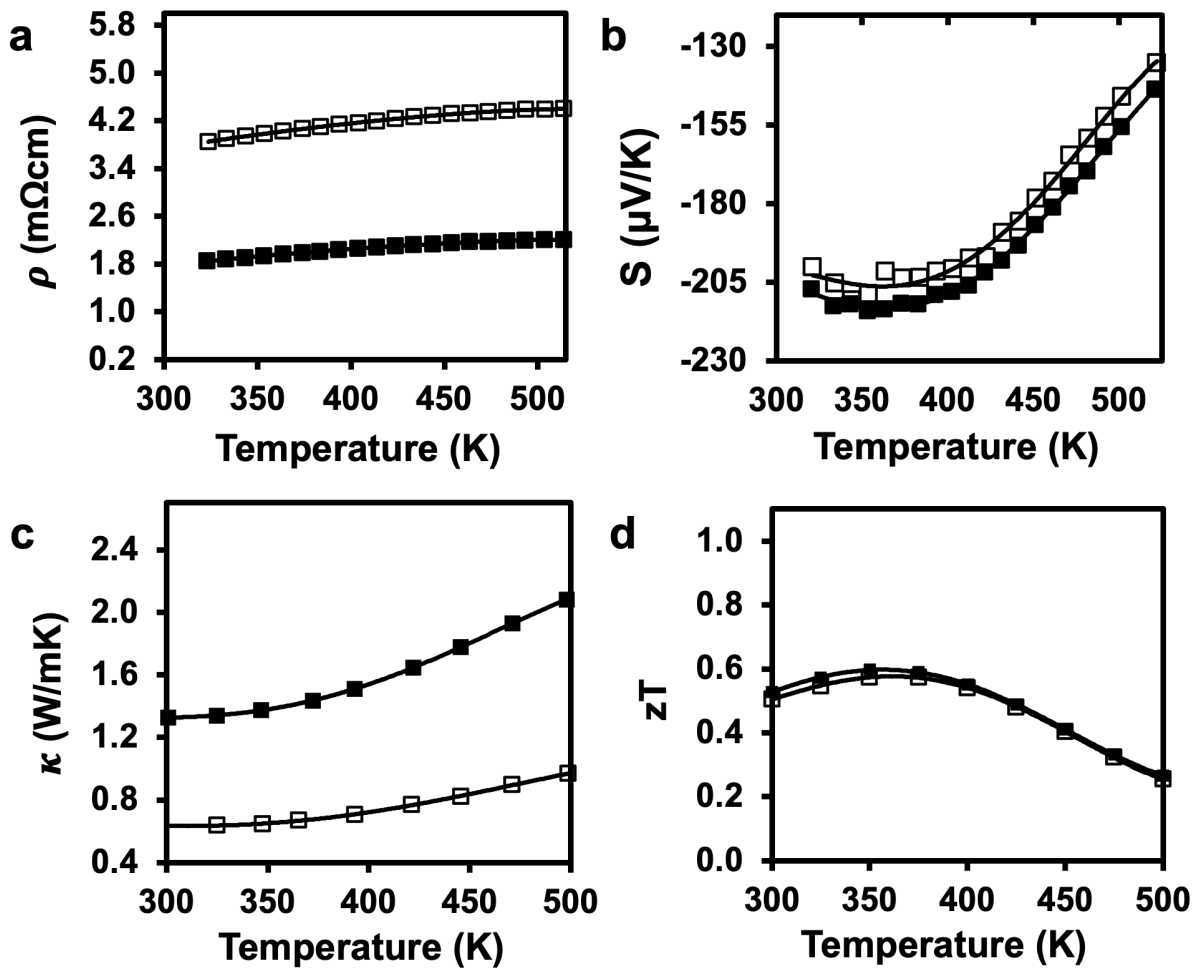 a
5.8
5.0
4.2
3.4
2.6
1.8
1.0
0.2
ρ (mΩcm)
300 350 400 450 500
Temperature (K)
b
-130
-155
-180
-205
-230
S (μV/K)
300 350 400 450 500
Temperature (K)
c
2.4
2.0
1.6
1.2
0.8
0.4
κ (W/mK)
300 350 400 450 500
Temperature (K)
d
1.0
0.8
0.6
0.4
0.2
0.0
zT
300 350 400 450 500
Temperature (K)